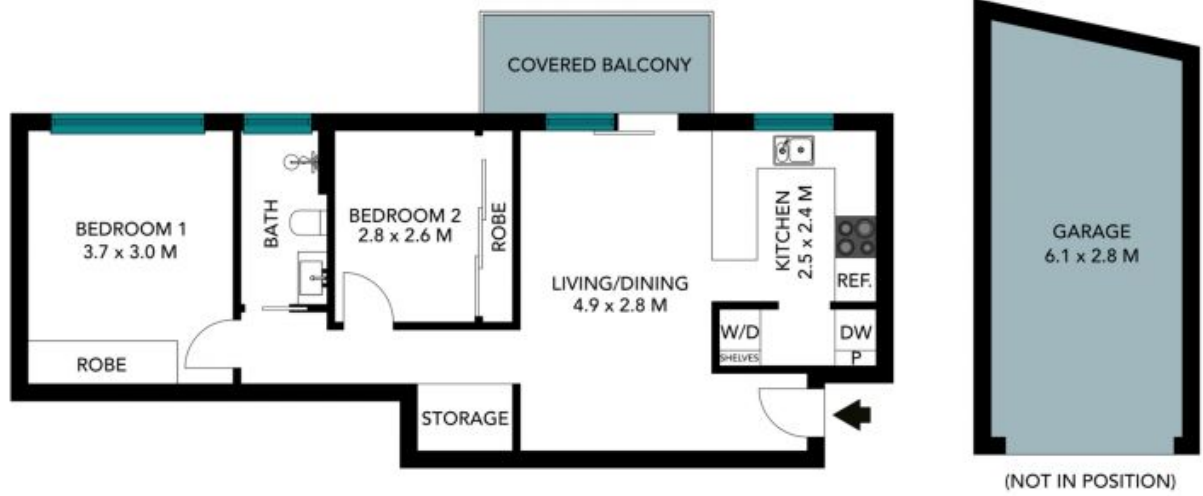 COVERED BALCONY
BEDROOM 1
3.7 x 3.0 M
ROBE
BATH
BEDROOM 2
2.8 x 2.6 M
ROBE
LIVING/DINING
4.9 x 2.8 M
KITCHEN
2.5 x 2.4 M
REF.
W/D
SHELVES
DW
P
STORAGE
GARAGE
6.1 x 2.8 M
(NOT IN POSITION)